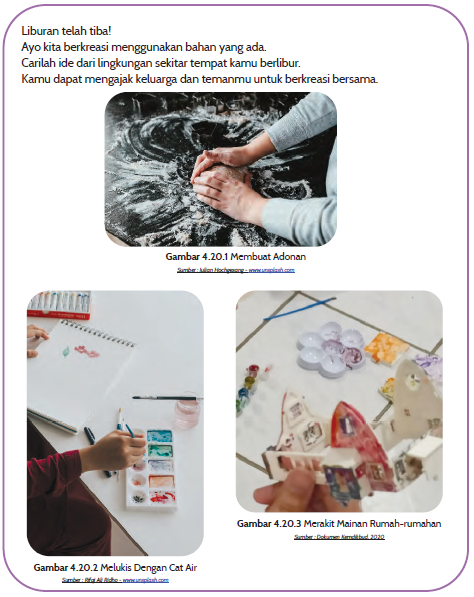 Liburan telah tiba!
Ayo kita berkreasi menggunakan bahan yang ada.
Carilah ide dari lingkungan sekitar tempat kamu berlibur.
Kamu dapat mengajak keluarga dan temanmu untuk berkreasi bersama.
Gambar 4.20.1 Membuat Adonan
Sumber : Iulian Hochgesang - www.unsplash.com
Gambar 4.20.2 Melukis Dengan Cat Air
Sumber : Rifqi Ali Ridho - www.unsplash.com
Gambar 4.20.3 Merakit Mainan Rumah-rumahan
Sumber : Dokumen Kemdikbud, 2020